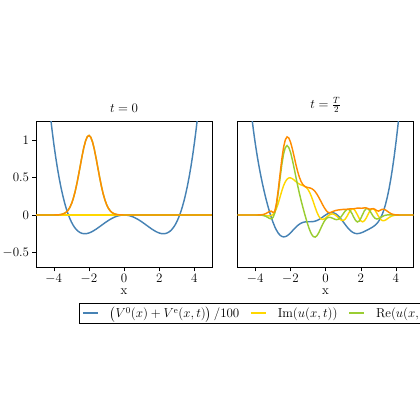 t = 0
t = T/2
1
0.5
0
−0.5
−4 −2 0 2 4
−4 −2 0 2 4
x
x
(V⁰(x) + Vᵉ(x, t)) /100 Im(u(x, t)) Re(u(x,